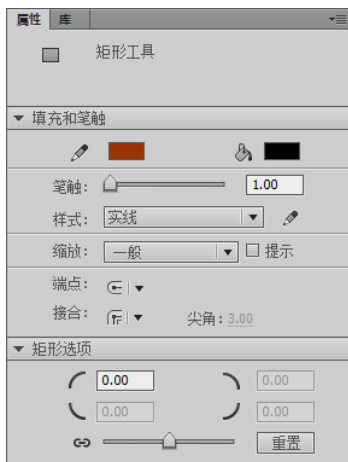 属性 库
矩形工具
填充和笔触
笔触: 1.00
样式: 实线
缩放: 一般 提示
端点:
接合: 尖角: 3.00
矩形选项
0.00 0.00
0.00 0.00
重置